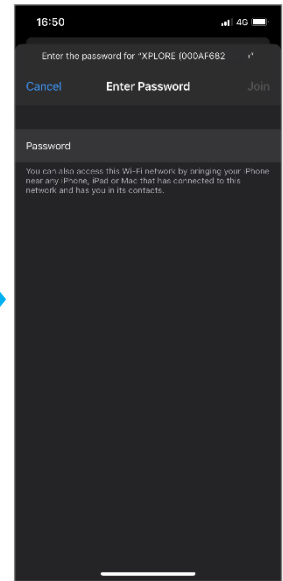 16:50 4G
Enter the password for "XPLORE (000AF682
Cancel Enter Password Join
Password
You can also access this Wi-Fi network by bringing your iPhone
near any iPhone, iPad or Mac that has connected to this
network and has you in its contacts.